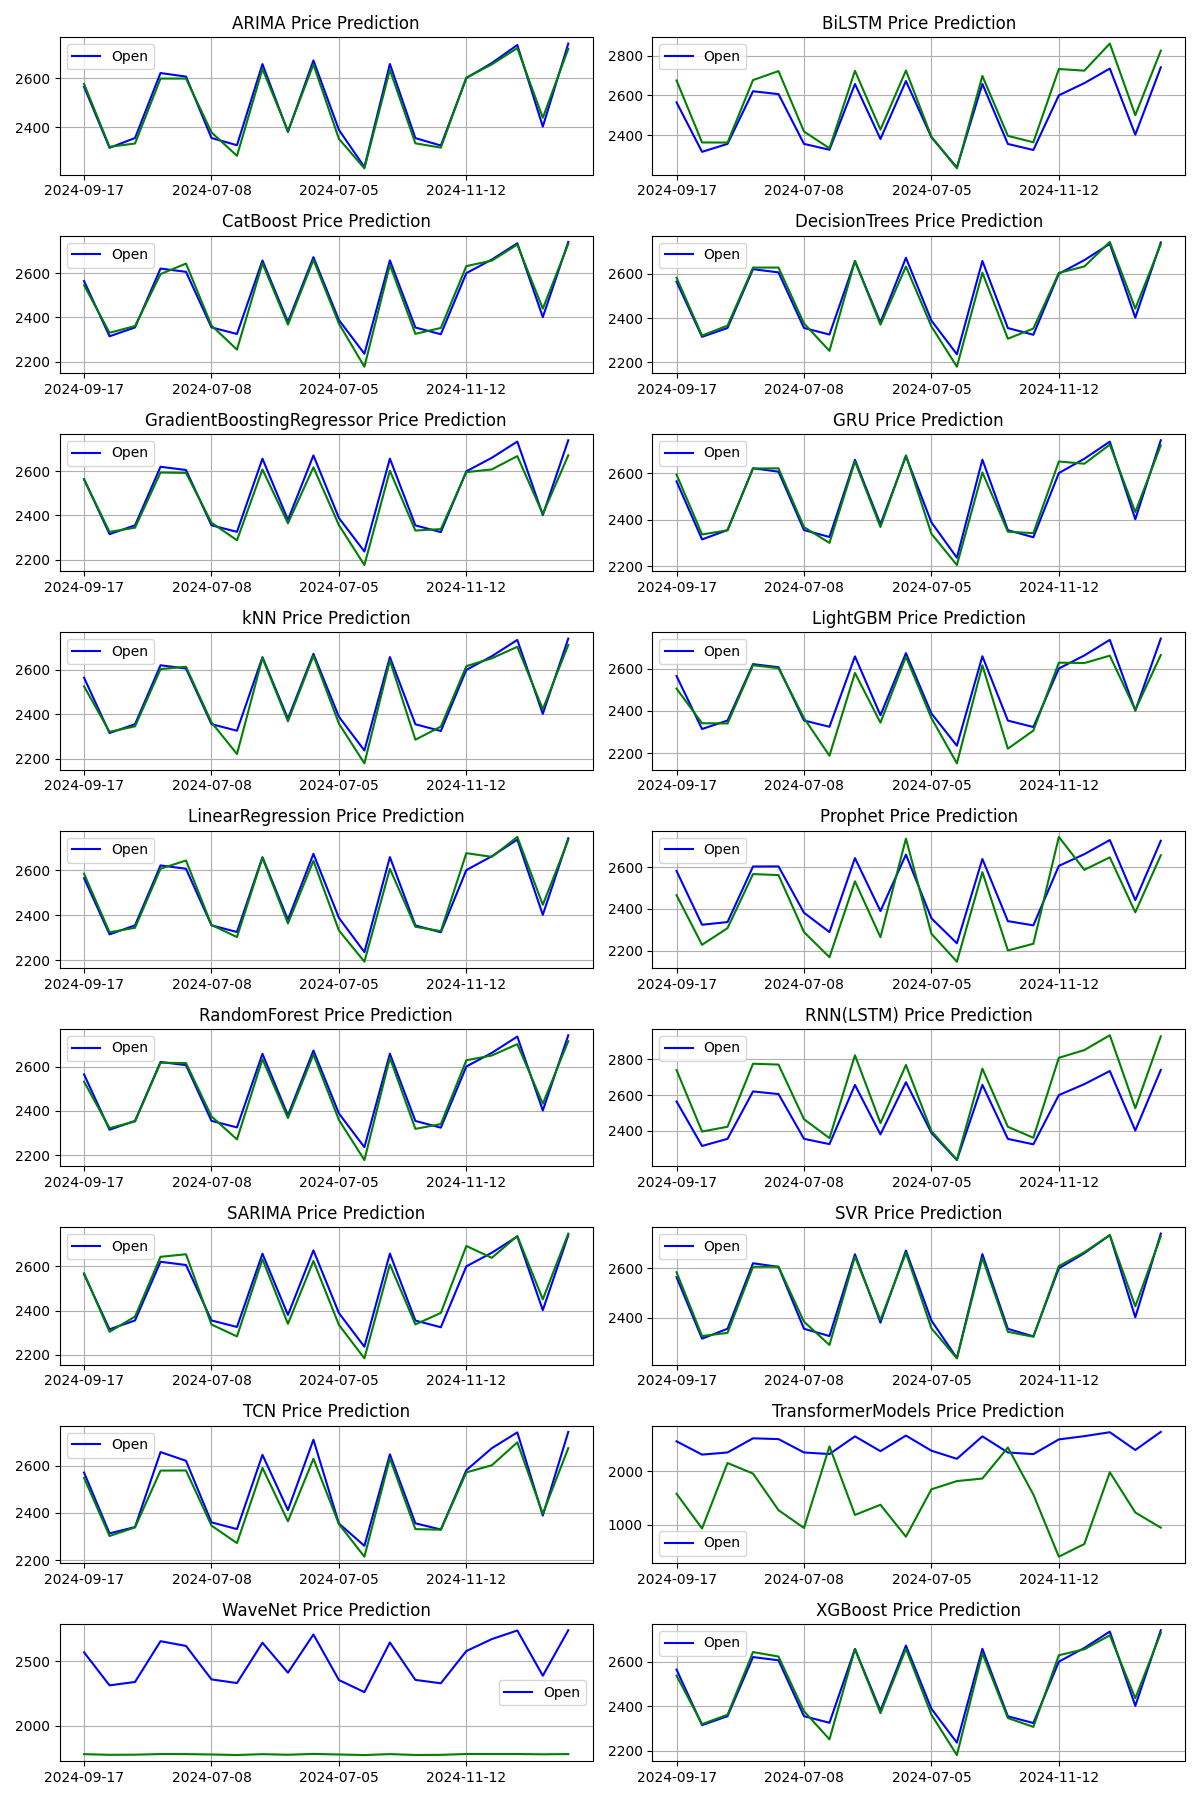 ARIMA Price Prediction
Open
2600
2400
2024-09-17 2024-07-08 2024-07-05 2024-11-12
BiLSTM Price Prediction
Open
2800
2600
2400
2024-09-17 2024-07-08 2024-07-05 2024-11-12
CatBoost Price Prediction
Open
2600
2400
2200
2024-09-17 2024-07-08 2024-07-05 2024-11-12
DecisionTrees Price Prediction
Open
2600
2400
2200
2024-09-17 2024-07-08 2024-07-05 2024-11-12
GradientBoostingRegressor Price Prediction
Open
2600
2400
2200
2024-09-17 2024-07-08 2024-07-05 2024-11-12
GRU Price Prediction
Open
2600
2400
2200
2024-09-17 2024-07-08 2024-07-05 2024-11-12
kNN Price Prediction
Open
2600
2400
2200
2024-09-17 2024-07-08 2024-07-05 2024-11-12
LightGBM Price Prediction
Open
2600
2400
2200
2024-09-17 2024-07-08 2024-07-05 2024-11-12
LinearRegression Price Prediction
Open
2600
2400
2200
2024-09-17 2024-07-08 2024-07-05 2024-11-12
Prophet Price Prediction
Open
2600
2400
2200
2024-09-17 2024-07-08 2024-07-05 2024-11-12
RandomForest Price Prediction
Open
2600
2400
2200
2024-09-17 2024-07-08 2024-07-05 2024-11-12
RNN(LSTM) Price Prediction
Open
2800
2600
2400
2024-09-17 2024-07-08 2024-07-05 2024-11-12
SARIMA Price Prediction
Open
2600
2400
2200
2024-09-17 2024-07-08 2024-07-05 2024-11-12
SVR Price Prediction
Open
2600
2400
2024-09-17 2024-07-08 2024-07-05 2024-11-12
TCN Price Prediction
Open
2600
2400
2200
2024-09-17 2024-07-08 2024-07-05 2024-11-12
TransformerModels Price Prediction
2000
1000
Open
2024-09-17 2024-07-08 2024-07-05 2024-11-12
WaveNet Price Prediction
2500
Open
2000
2024-09-17 2024-07-08 2024-07-05 2024-11-12
XGBoost Price Prediction
Open
2600
2400
2200
2024-09-17 2024-07-08 2024-07-05 2024-11-12